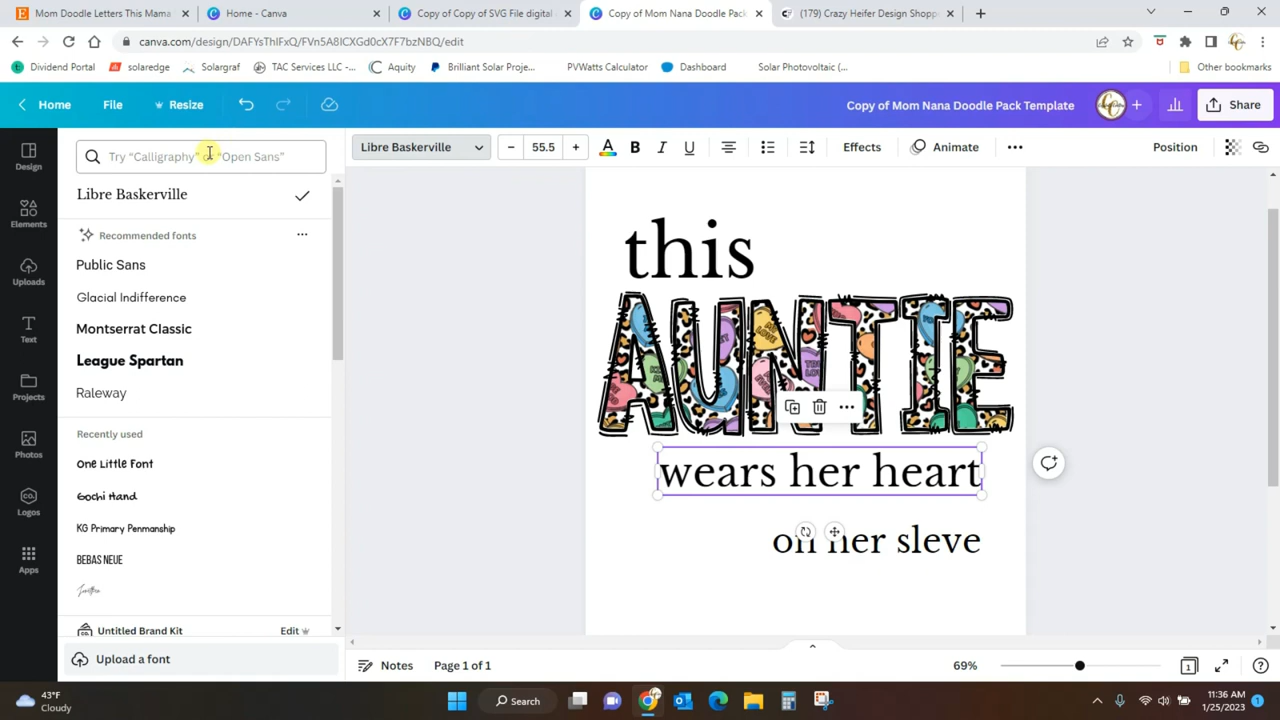 Mom Doodle Letters This Mama
Home - Canva
Copy of Copy of SVG File digital
Copy of Mom Nana Doodle Pack
(179) Crazy Heifer Design Shopp
canva.com/design/DAFYsThlFxQ/FVn5A8lCXGd0cX7F7bzNBQ/edit
Dividend Portal
solaredge
Solargraf
TAC Services LLC -...
Aquity
Brilliant Solar Proje...
PVWatts Calculator
Dashboard
Solar Photovoltaic (...
Other bookmarks
Home
File
Resize
Copy of Mom Nana Doodle Pack Template
Share
Design
Elements
Uploads
Text
Projects
Photos
CO.
Logos
Apps
Try "Calligraphy" or "Open Sans"
Libre Baskerville
Recommended fonts
Public Sans
Glacial Indifference
Montserrat Classic
League Spartan
Raleway
Recently used
One Little Font
Gochi Hand
KG Primary Penmanship
BEBAS NEUE
Untitled Brand Kit
Edit
Upload a font
Libre Baskerville
55.5
A
B
I
U
Effects
Animate
Position
this
AUNTIE
wears her heart
on her sleve
Notes
Page 1 of 1
69%
1
43°F
Cloudy
Search
11:36 AM
1/25/2023